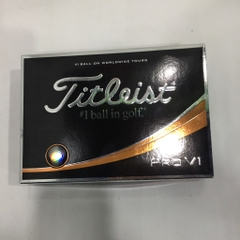 #1 BALL ON WORLDWIDE TOURS
Titleist
#1 ball in golf.®
PRO V1